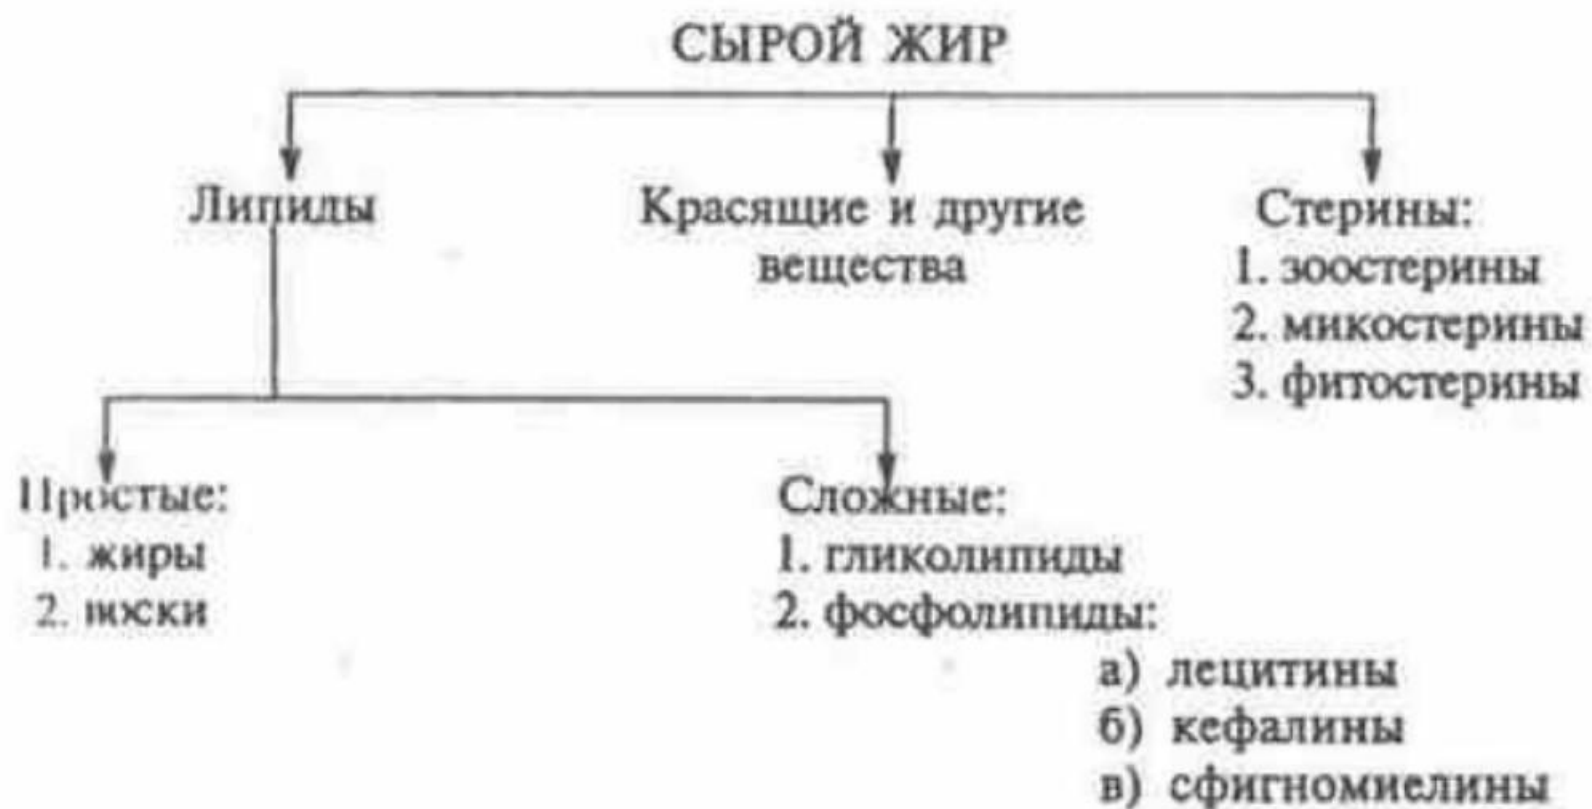 СЫРОЙ ЖИР
Липиды
Красящие и другие
вещества
Стерины:
1. зоостерины
2. микостерины
3. фитостерины
Простые:
1. жиры
2. воски
Сложные:
1. гликолипиды
2. фосфолипиды:
а) лецитины
б) кефалины
в) сфигномиелины